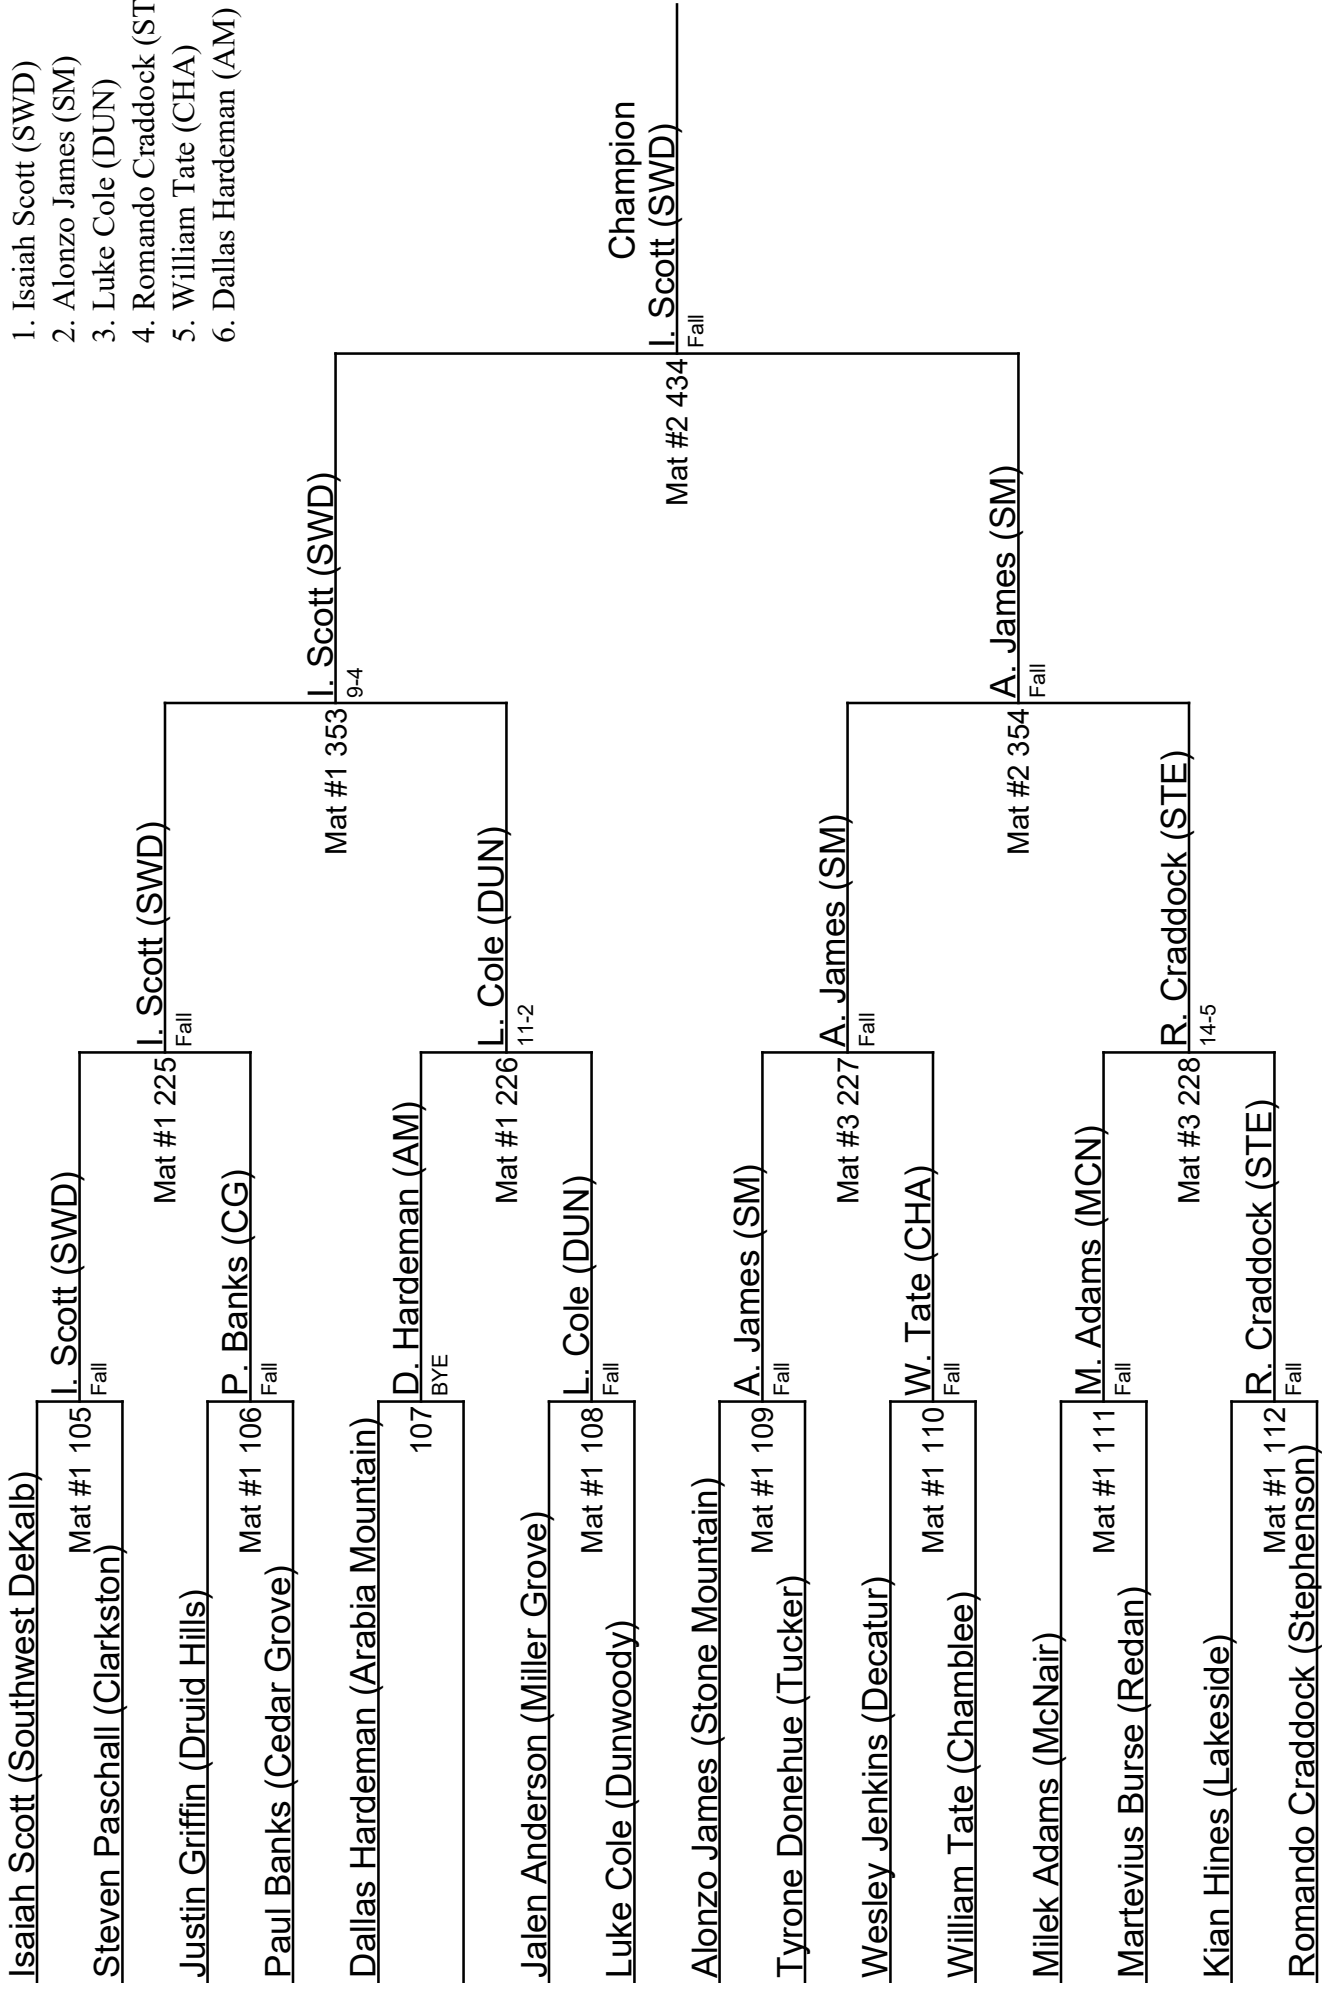 1. Isaiah Scott (SWD)
2. Alonzo James (SM)
3. Luke Cole (DUN)
4. Romando Craddock (ST
5. William Tate (CHA)
6. Dallas Hardeman (AM)
Isaiah Scott (Southwest DeKalb)
Mat #1 105
Steven Paschall (Clarkston)
Justin Griffin (Druid Hills)
Mat #1 106
Paul Banks (Cedar Grove)
Dallas Hardeman (Arabia Mountain)
107
Jalen Anderson (Miller Grove)
Mat #1 108
Luke Cole (Dunwoody)
Alonzo James (Stone Mountain)
Mat #1 109
Tyrone Donehue (Tucker)
Wesley Jenkins (Decatur)
Mat #1 110
William Tate (Chamblee)
Milek Adams (McNair)
Mat #1 111
Martevius Burse (Redan)
Kian Hines (Lakeside)
Mat #1 112
Romando Craddock (Stephenson)
I. Scott (SWD)
Fall
Mat #1 225
P. Banks (CG)
Fall
D. Hardeman (AM)
BYE
Mat #1 226
L. Cole (DUN)
Fall
A. James (SM)
Fall
Mat #3 227
W. Tate (CHA)
Fall
M. Adams (MCN)
Fall
Mat #3 228
R. Craddock (STE)
Fall
I. Scott (SWD)
Fall
Mat #1 353
L. Cole (DUN)
11-2
A. James (SM)
Fall
Mat #2 354
R. Craddock (STE)
14-5
I. Scott (SWD)
9-4
Mat #2 434
A. James (SM)
Fall
Champion
I. Scott (SWD)
Fall